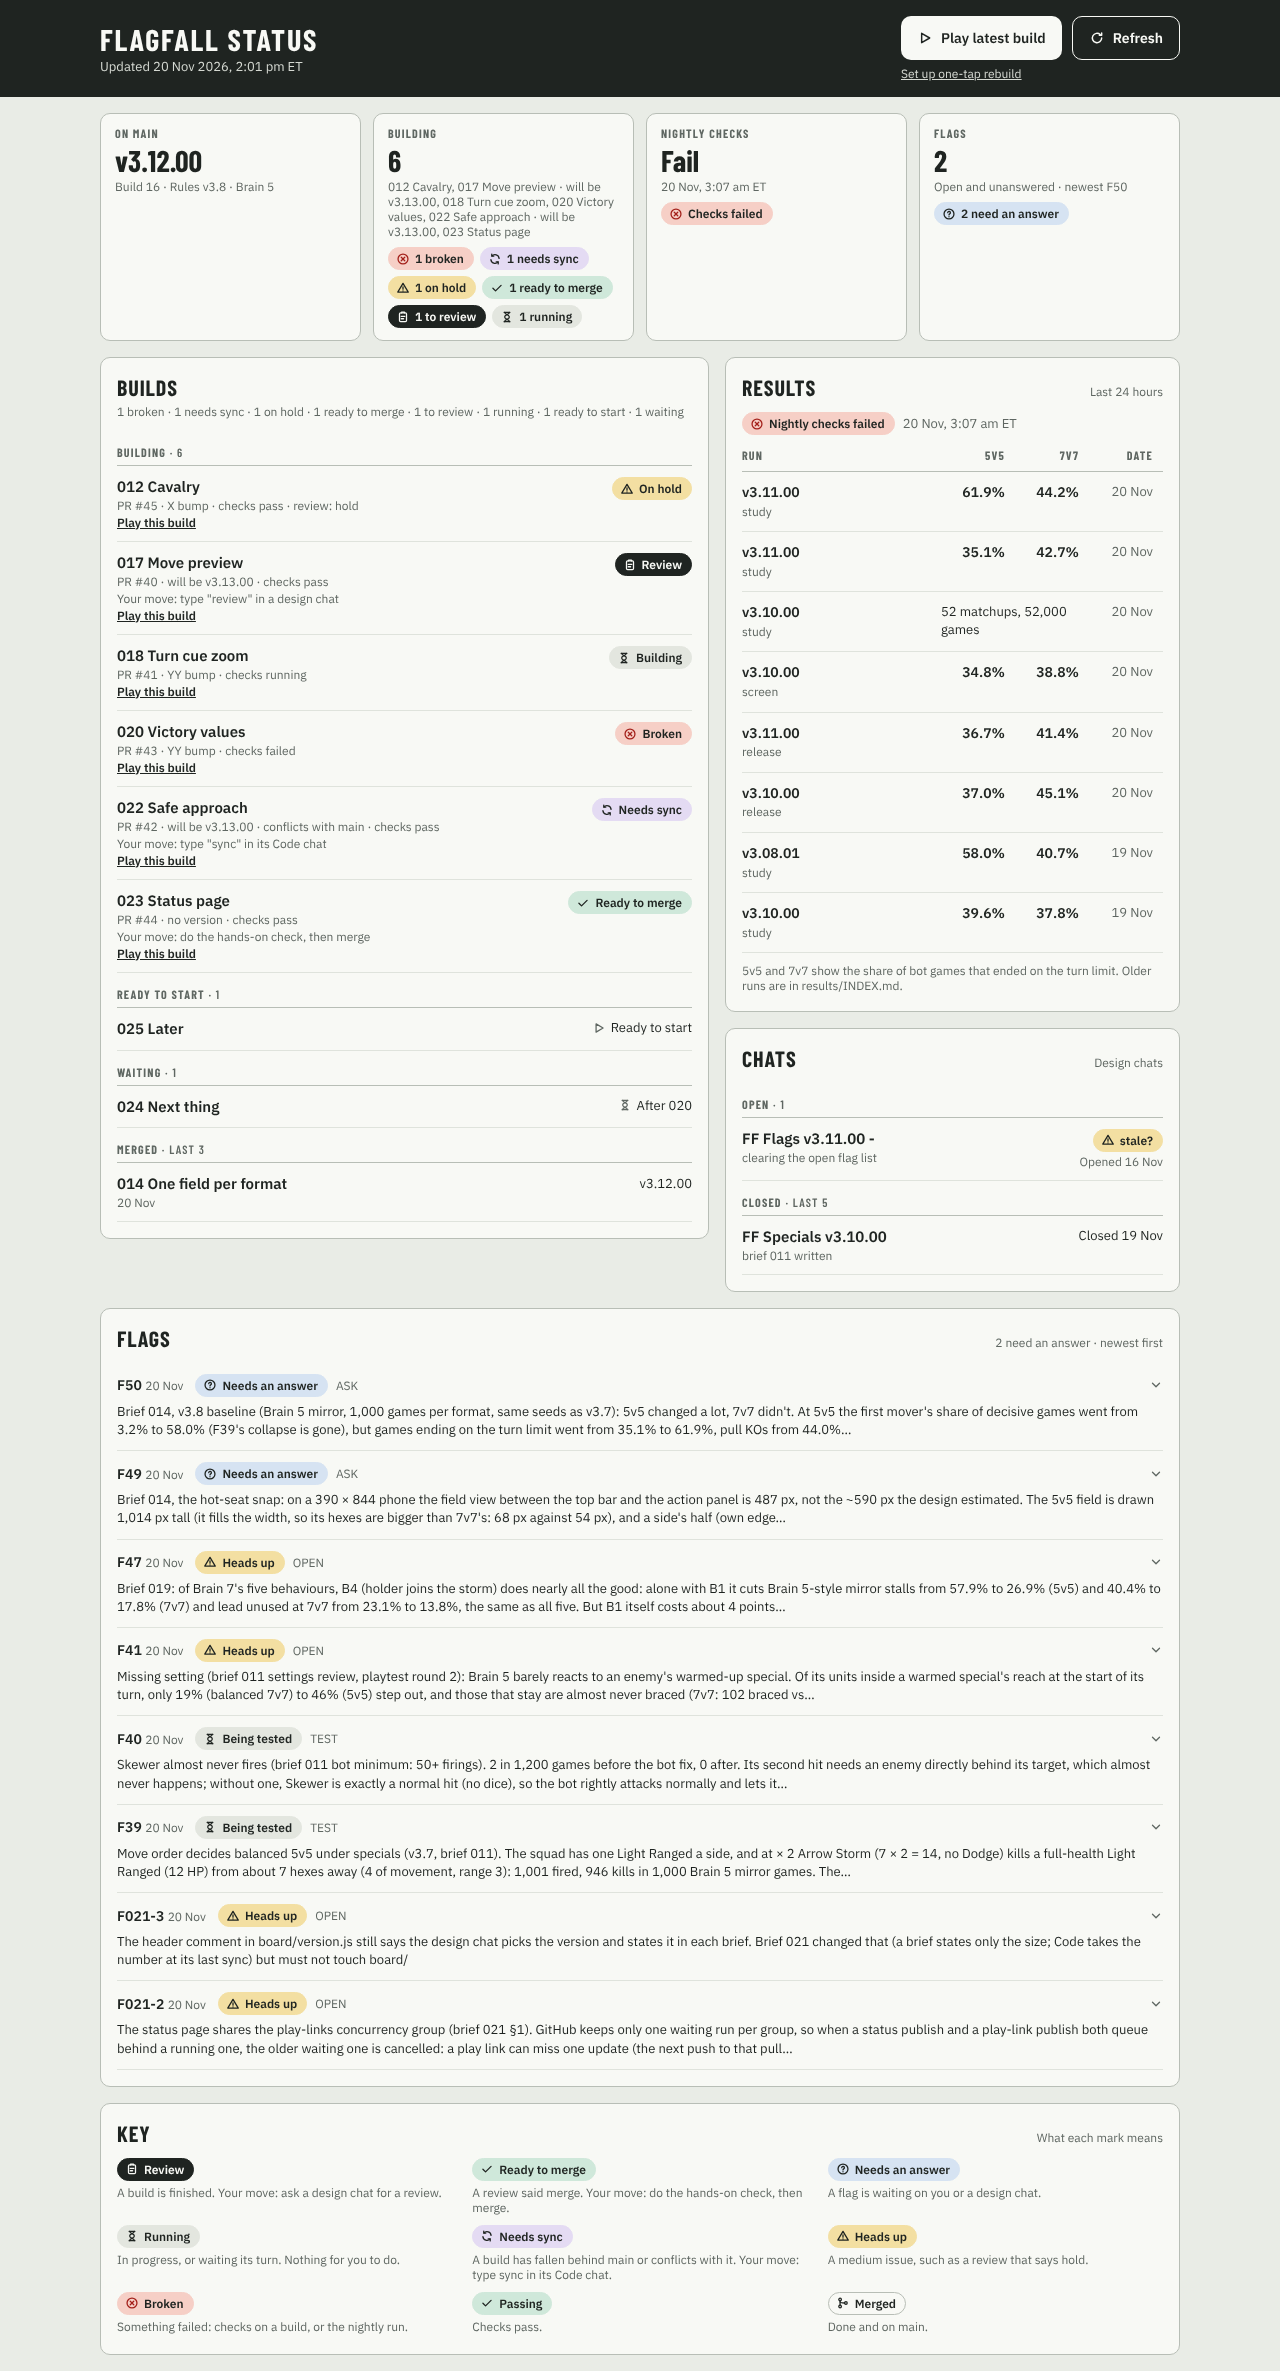 FLAGFALL STATUS
Updated 20 Nov 2026, 2:01 pm ET
Play latest build
Refresh
Set up one-tap rebuild
ON MAIN
v3.12.00
Build 16 · Rules v3.8 · Brain 5
BUILDING
6
012 Cavalry, 017 Move preview · will be
v3.13.00, 018 Turn cue zoom, 020 Victory
values, 022 Safe approach · will be
v3.13.00, 023 Status page
1 broken
1 needs sync
1 on hold
1 ready to merge
1 to review
1 running
NIGHTLY CHECKS
Fail
20 Nov, 3:07 am ET
Checks failed
FLAGS
2
Open and unanswered · newest F50
2 need an answer
BUILDS
1 broken · 1 needs sync · 1 on hold · 1 ready to merge · 1 to review · 1 running · 1 ready to start · 1 waiting
BUILDING · 6
012 Cavalry
On hold
PR #45 · X bump · checks pass · review: hold
Play this build
017 Move preview
Review
PR #40 · will be v3.13.00 · checks pass
Your move: type "review" in a design chat
Play this build
018 Turn cue zoom
Building
PR #41 · YY bump · checks running
Play this build
020 Victory values
Broken
PR #43 · YY bump · checks failed
Play this build
022 Safe approach
Needs sync
PR #42 · will be v3.13.00 · conflicts with main · checks pass
Your move: type "sync" in its Code chat
Play this build
023 Status page
Ready to merge
PR #44 · no version · checks pass
Your move: do the hands-on check, then merge
Play this build
READY TO START · 1
025 Later
Ready to start
WAITING · 1
024 Next thing
After 020
MERGED · LAST 3
014 One field per format
v3.12.00
20 Nov
RESULTS
Last 24 hours
Nightly checks failed
20 Nov, 3:07 am ET
RUN 5V5 7V7 DATE
v3.11.00 61.9% 44.2% 20 Nov
study
v3.11.00 35.1% 42.7% 20 Nov
study
v3.10.00 52 matchups, 52,000 20 Nov
study games
v3.10.00 34.8% 38.8% 20 Nov
screen
v3.11.00 36.7% 41.4% 20 Nov
release
v3.10.00 37.0% 45.1% 20 Nov
release
v3.08.01 58.0% 40.7% 19 Nov
study
v3.10.00 39.6% 37.8% 19 Nov
study
5v5 and 7v7 show the share of bot games that ended on the turn limit. Older
runs are in results/INDEX.md.
CHATS
Design chats
OPEN · 1
FF Flags v3.11.00 -
stale?
clearing the open flag list
Opened 16 Nov
CLOSED · LAST 5
FF Specials v3.10.00
Closed 19 Nov
brief 011 written
FLAGS
2 need an answer · newest first
F50 20 Nov Needs an answer ASK
Brief 014, v3.8 baseline (Brain 5 mirror, 1,000 games per format, same seeds as v3.7): 5v5 changed a lot, 7v7 didn't. At 5v5 the first mover's share of decisive games went from
3.2% to 58.0% (F39's collapse is gone), but games ending on the turn limit went from 35.1% to 61.9%, pull KOs from 44.0%...
F49 20 Nov Needs an answer ASK
Brief 014, the hot-seat snap: on a 390 × 844 phone the field view between the top bar and the action panel is 487 px, not the ~590 px the design estimated. The 5v5 field is drawn
1,014 px tall (it fills the width, so its hexes are bigger than 7v7's: 68 px against 54 px), and a side's half (own edge...
F47 20 Nov Heads up OPEN
Brief 019: of Brain 7's five behaviours, B4 (holder joins the storm) does nearly all the good: alone with B1 it cuts Brain 5-style mirror stalls from 57.9% to 26.9% (5v5) and 40.4% to
17.8% (7v7) and lead unused at 7v7 from 23.1% to 13.8%, the same as all five. But B1 itself costs about 4 points...
F41 20 Nov Heads up OPEN
Missing setting (brief 011 settings review, playtest round 2): Brain 5 barely reacts to an enemy's warmed-up special. Of its units inside a warmed special's reach at the start of its
turn, only 19% (balanced 7v7) to 46% (5v5) step out, and those that stay are almost never braced (7v7: 102 braced vs...
F40 20 Nov Being tested TEST
Skewer almost never fires (brief 011 bot minimum: 50+ firings). 2 in 1,200 games before the bot fix, 0 after. Its second hit needs an enemy directly behind its target, which almost
never happens; without one, Skewer is exactly a normal hit (no dice), so the bot rightly attacks normally and lets it...
F39 20 Nov Being tested TEST
Move order decides balanced 5v5 under specials (v3.7, brief 011). The squad has one Light Ranged a side, and at × 2 Arrow Storm (7 × 2 = 14, no Dodge) kills a full-health Light
Ranged (12 HP) from about 7 hexes away (4 of movement, range 3): 1,001 fired, 946 kills in 1,000 Brain 5 mirror games. The...
F021-3 20 Nov Heads up OPEN
The header comment in board/version.js still says the design chat picks the version and states it in each brief. Brief 021 changed that (a brief states only the size; Code takes the
number at its last sync) but must not touch board/
F021-2 20 Nov Heads up OPEN
The status page shares the play-links concurrency group (brief 021 §1). GitHub keeps only one waiting run per group, so when a status publish and a play-link publish both queue
behind a running one, the older waiting one is cancelled: a play link can miss one update (the next push to that pull...
KEY
What each mark means
Review
A build is finished. Your move: ask a design chat for a review.
Ready to merge
A review said merge. Your move: do the hands-on check, then
merge.
Needs an answer
A flag is waiting on you or a design chat.
Running
In progress, or waiting its turn. Nothing for you to do.
Needs sync
A build has fallen behind main or conflicts with it. Your move:
type sync in its Code chat.
Heads up
A medium issue, such as a review that says hold.
Broken
Something failed: checks on a build, or the nightly run.
Passing
Checks pass.
Merged
Done and on main.